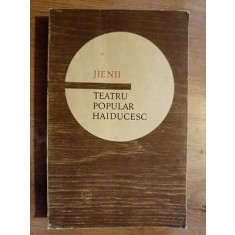 JIENII
TEATRU
POPULAR
HAIDUCESC